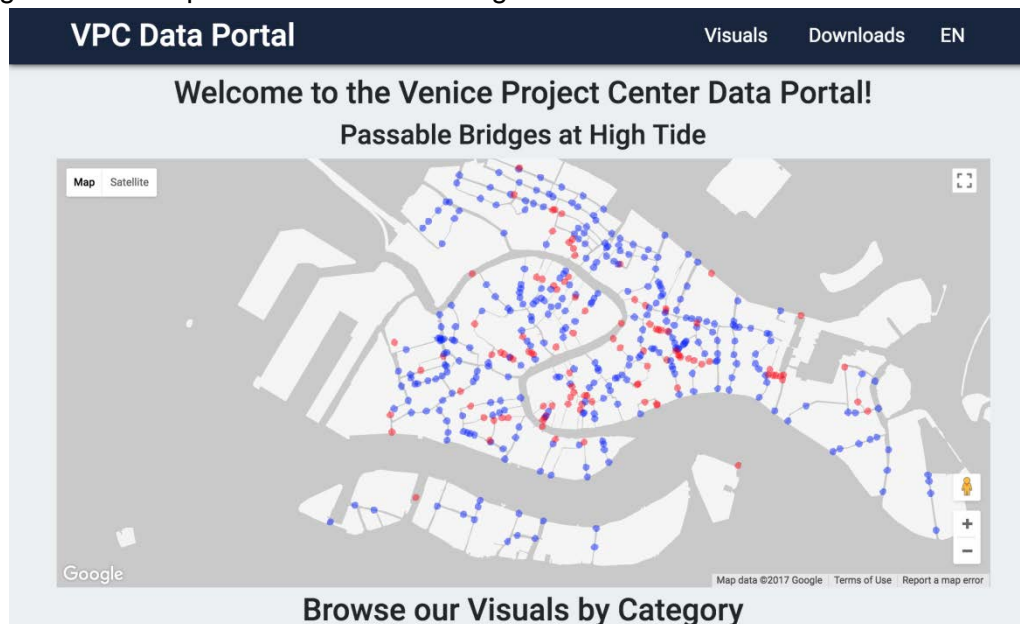 VPC Data Portal
Visuals Downloads EN
Welcome to the Venice Project Center Data Portal!
Passable Bridges at High Tide
Map Satellite
Google
Map data ©2017 Google Terms of Use Report a map error
Browse our Visuals by Category